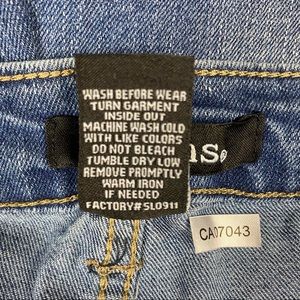 WASH BEFORE WEAR
TURN GARMENT
INSIDE OUT
MACHINE WASH COLD
WITH LIKE COLORS
DO NOT BLEACH
TUMBLE DRY LOW
REMOVE PROMPTLY
WARM IRON
IF NEEDED
FACTORY#SL0911
CA07043